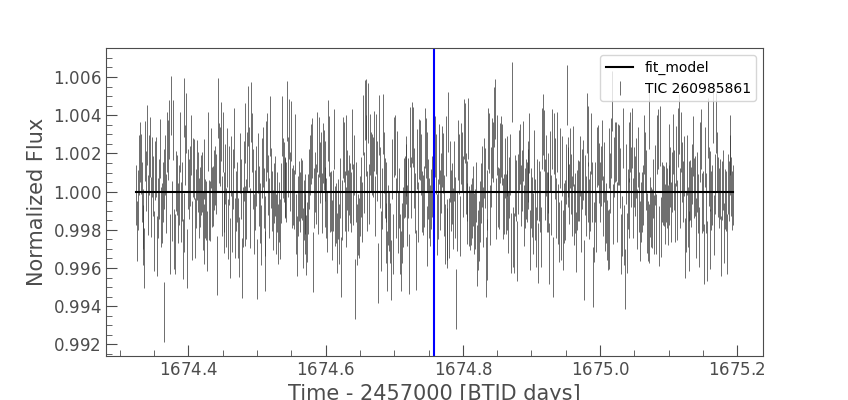 1.006
1.004
1.002
1.000
0.998
0.996
0.994
0.992
Normalized Flux
fit_model
TIC 260985861
1674.4 1674.6 1674.8 1675.0 1675.2
Time - 2457000 [BTJD days]